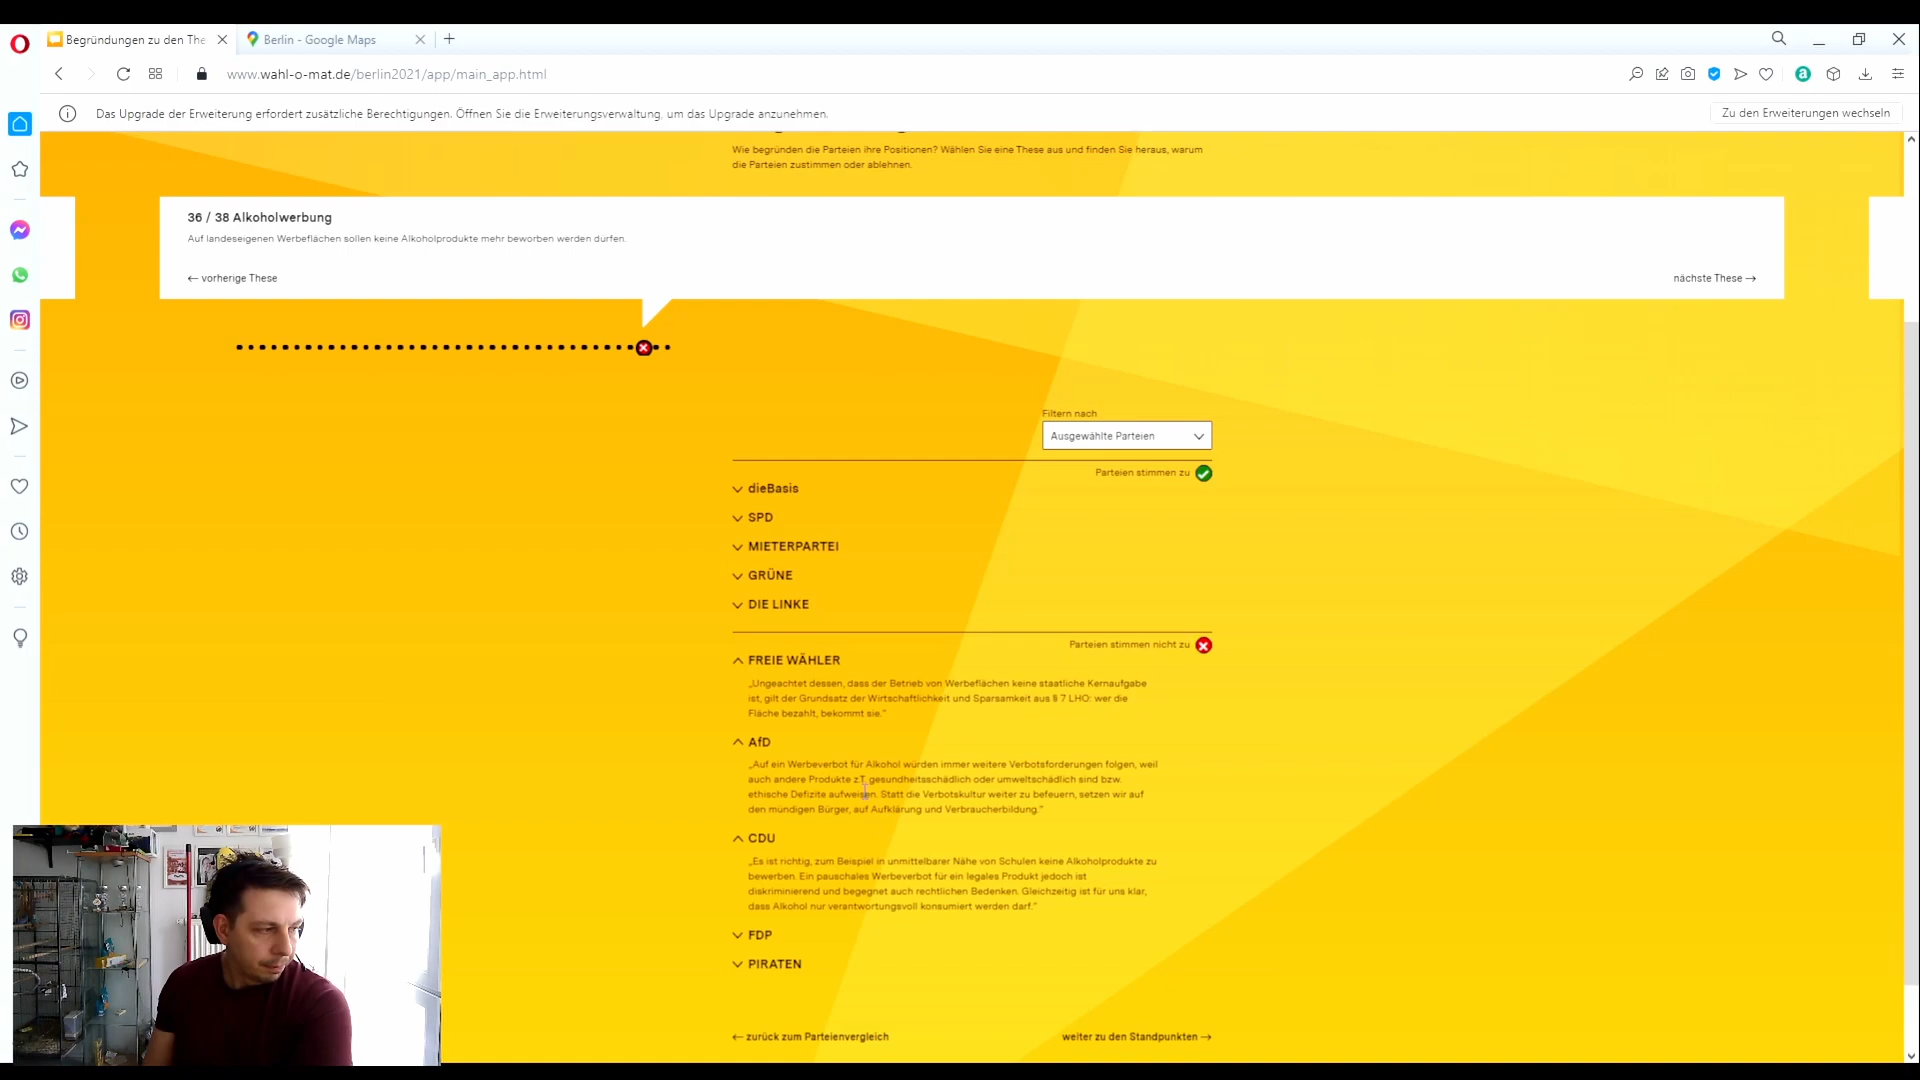 Begründungen zu den The
Berlin - Google Maps
www.wahl-o-mat.de/berlin2021/app/main_app.html
Das Upgrade der Erweiterung erfordert zusätzliche Berechtigungen. Öffnen Sie die Erweiterungsverwaltung, um das Upgrade anzunehmen.
Zu den Erweiterungen wechseln
Wie begründen die Parteien ihre Positionen? Wählen Sie eine These aus und finden Sie heraus, warum
die Parteien zustimmen oder ablehnen.
36 / 38 Alkoholwerbung
Auf landeseigenen Werbeflächen sollen keine Alkoholprodukte mehr beworben werden dürfen.
← vorherige These
nächste These →
Filtern nach
Ausgewählte Parteien
Parteien stimmen zu
dieBasis
SPD
MIETERPARTEI
GRÜNE
DIE LINKE
Parteien stimmen nicht zu
FREIE WÄHLER
„Ungeachtet dessen, dass der Betrieb von Werbeflächen keine staatliche Kernaufgabe
ist, gilt der Grundsatz der Wirtschaftlichkeit und Sparsamkeit aus § 7 LHO: wer die
Fläche bezahlt, bekommt sie."
AfD
„Auf ein Werbeverbot für Alkohol würden immer weitere Verbotsforderungen folgen, weil
auch andere Produkte z.T. gesundheitsschädlich oder umweltschädlich sind bzw.
ethische Defizite aufweisen. Statt die Verbotskultur weiter zu befeuern, setzen wir auf
den mündigen Bürger, auf Aufklärung und Verbraucherbildung."
CDU
„Es ist richtig, zum Beispiel in unmittelbarer Nähe von Schulen keine Alkoholprodukte zu
bewerben. Ein pauschales Werbeverbot für ein legales Produkt jedoch ist
diskriminierend und begegnet auch rechtlichen Bedenken. Gleichzeitig ist für uns klar,
dass Alkohol nur verantwortungsvoll konsumiert werden darf."
FDP
PIRATEN
← zurück zum Parteienvergleich
weiter zu den Standpunkten →